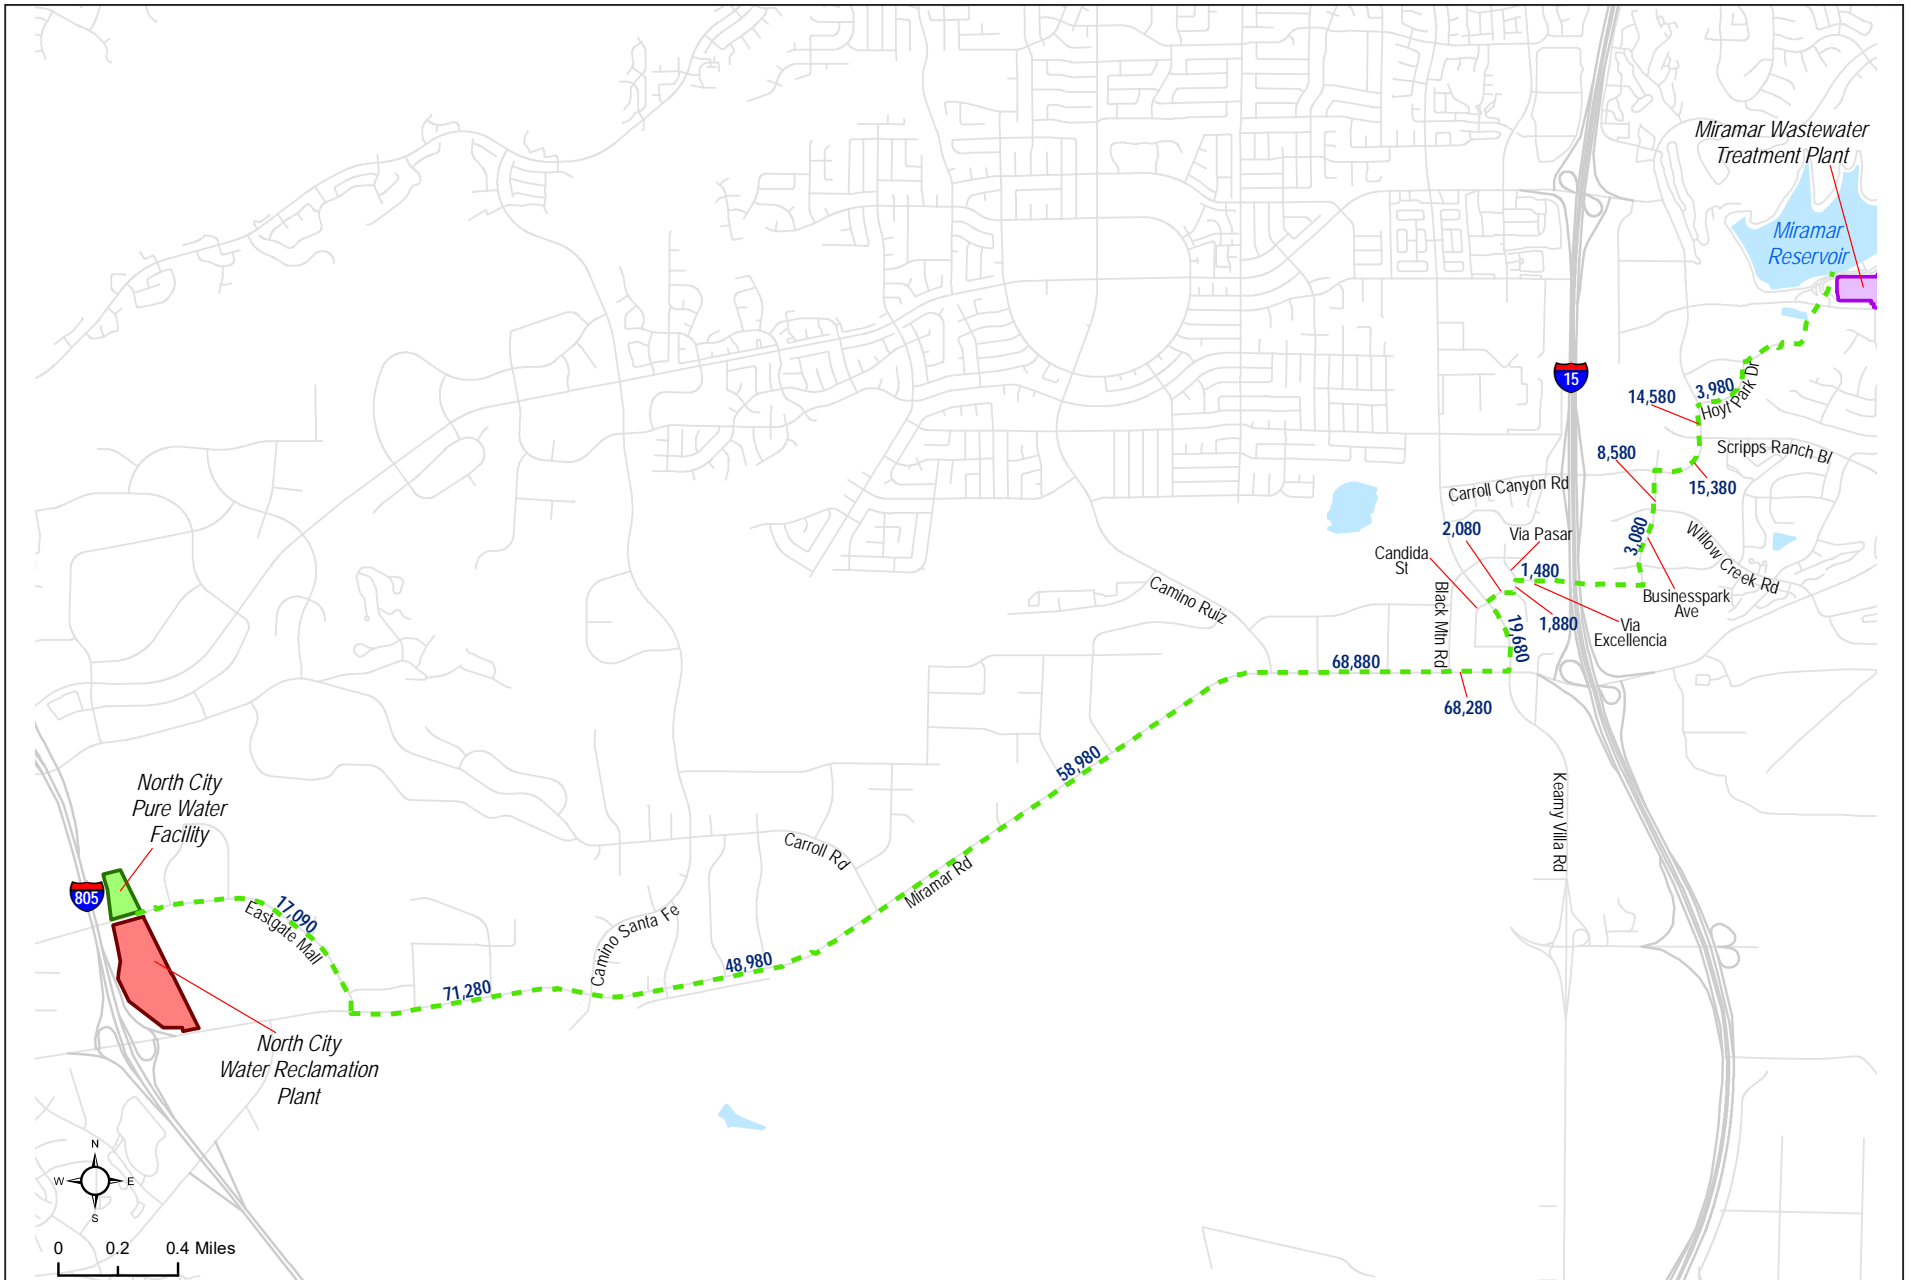 Miramar Wastewater
Treatment Plant
Miramar
Reservoir
15
14,580
3,980
Hoyt Park Dr
Scripps Ranch Bl
8,580
15,380
Carroll Canyon Rd
2,080
Via Pasar
3,080
Willow Creek Rd
Candida
St
1,480
Camino Ruiz
Black Mtn Rd
Businesspark
Ave
1,880
Via
Excellencia
19,680
68,880
68,280
58,980
North City
Pure Water
Facility
Kearny Villa Rd
Carroll Rd
Miramar Rd
805
17,090
Eastgate Mall
Camino Santa Fe
48,980
71,280
North City
Water Reclamation
Plant
N
W
E
S
0 0.2 0.4 Miles